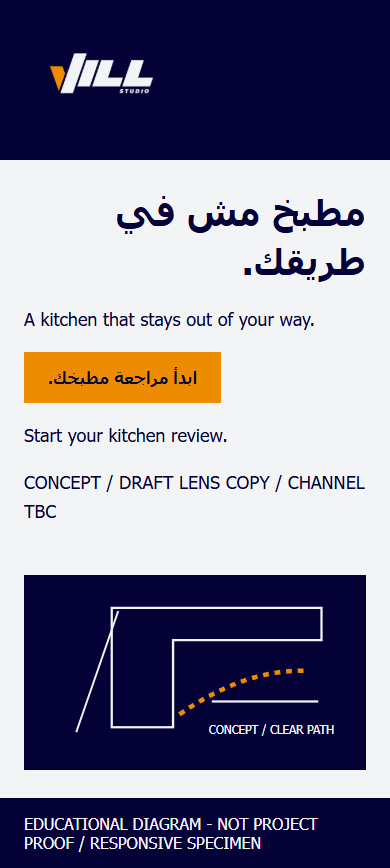 VILL
STUDIO
مطبخ مش في
طريقك.
A kitchen that stays out of your way.
ابدأ مراجعة مطبخك.
Start your kitchen review.
CONCEPT / DRAFT LENS COPY / CHANNEL
TBC
CONCEPT / CLEAR PATH
EDUCATIONAL DIAGRAM - NOT PROJECT
PROOF / RESPONSIVE SPECIMEN